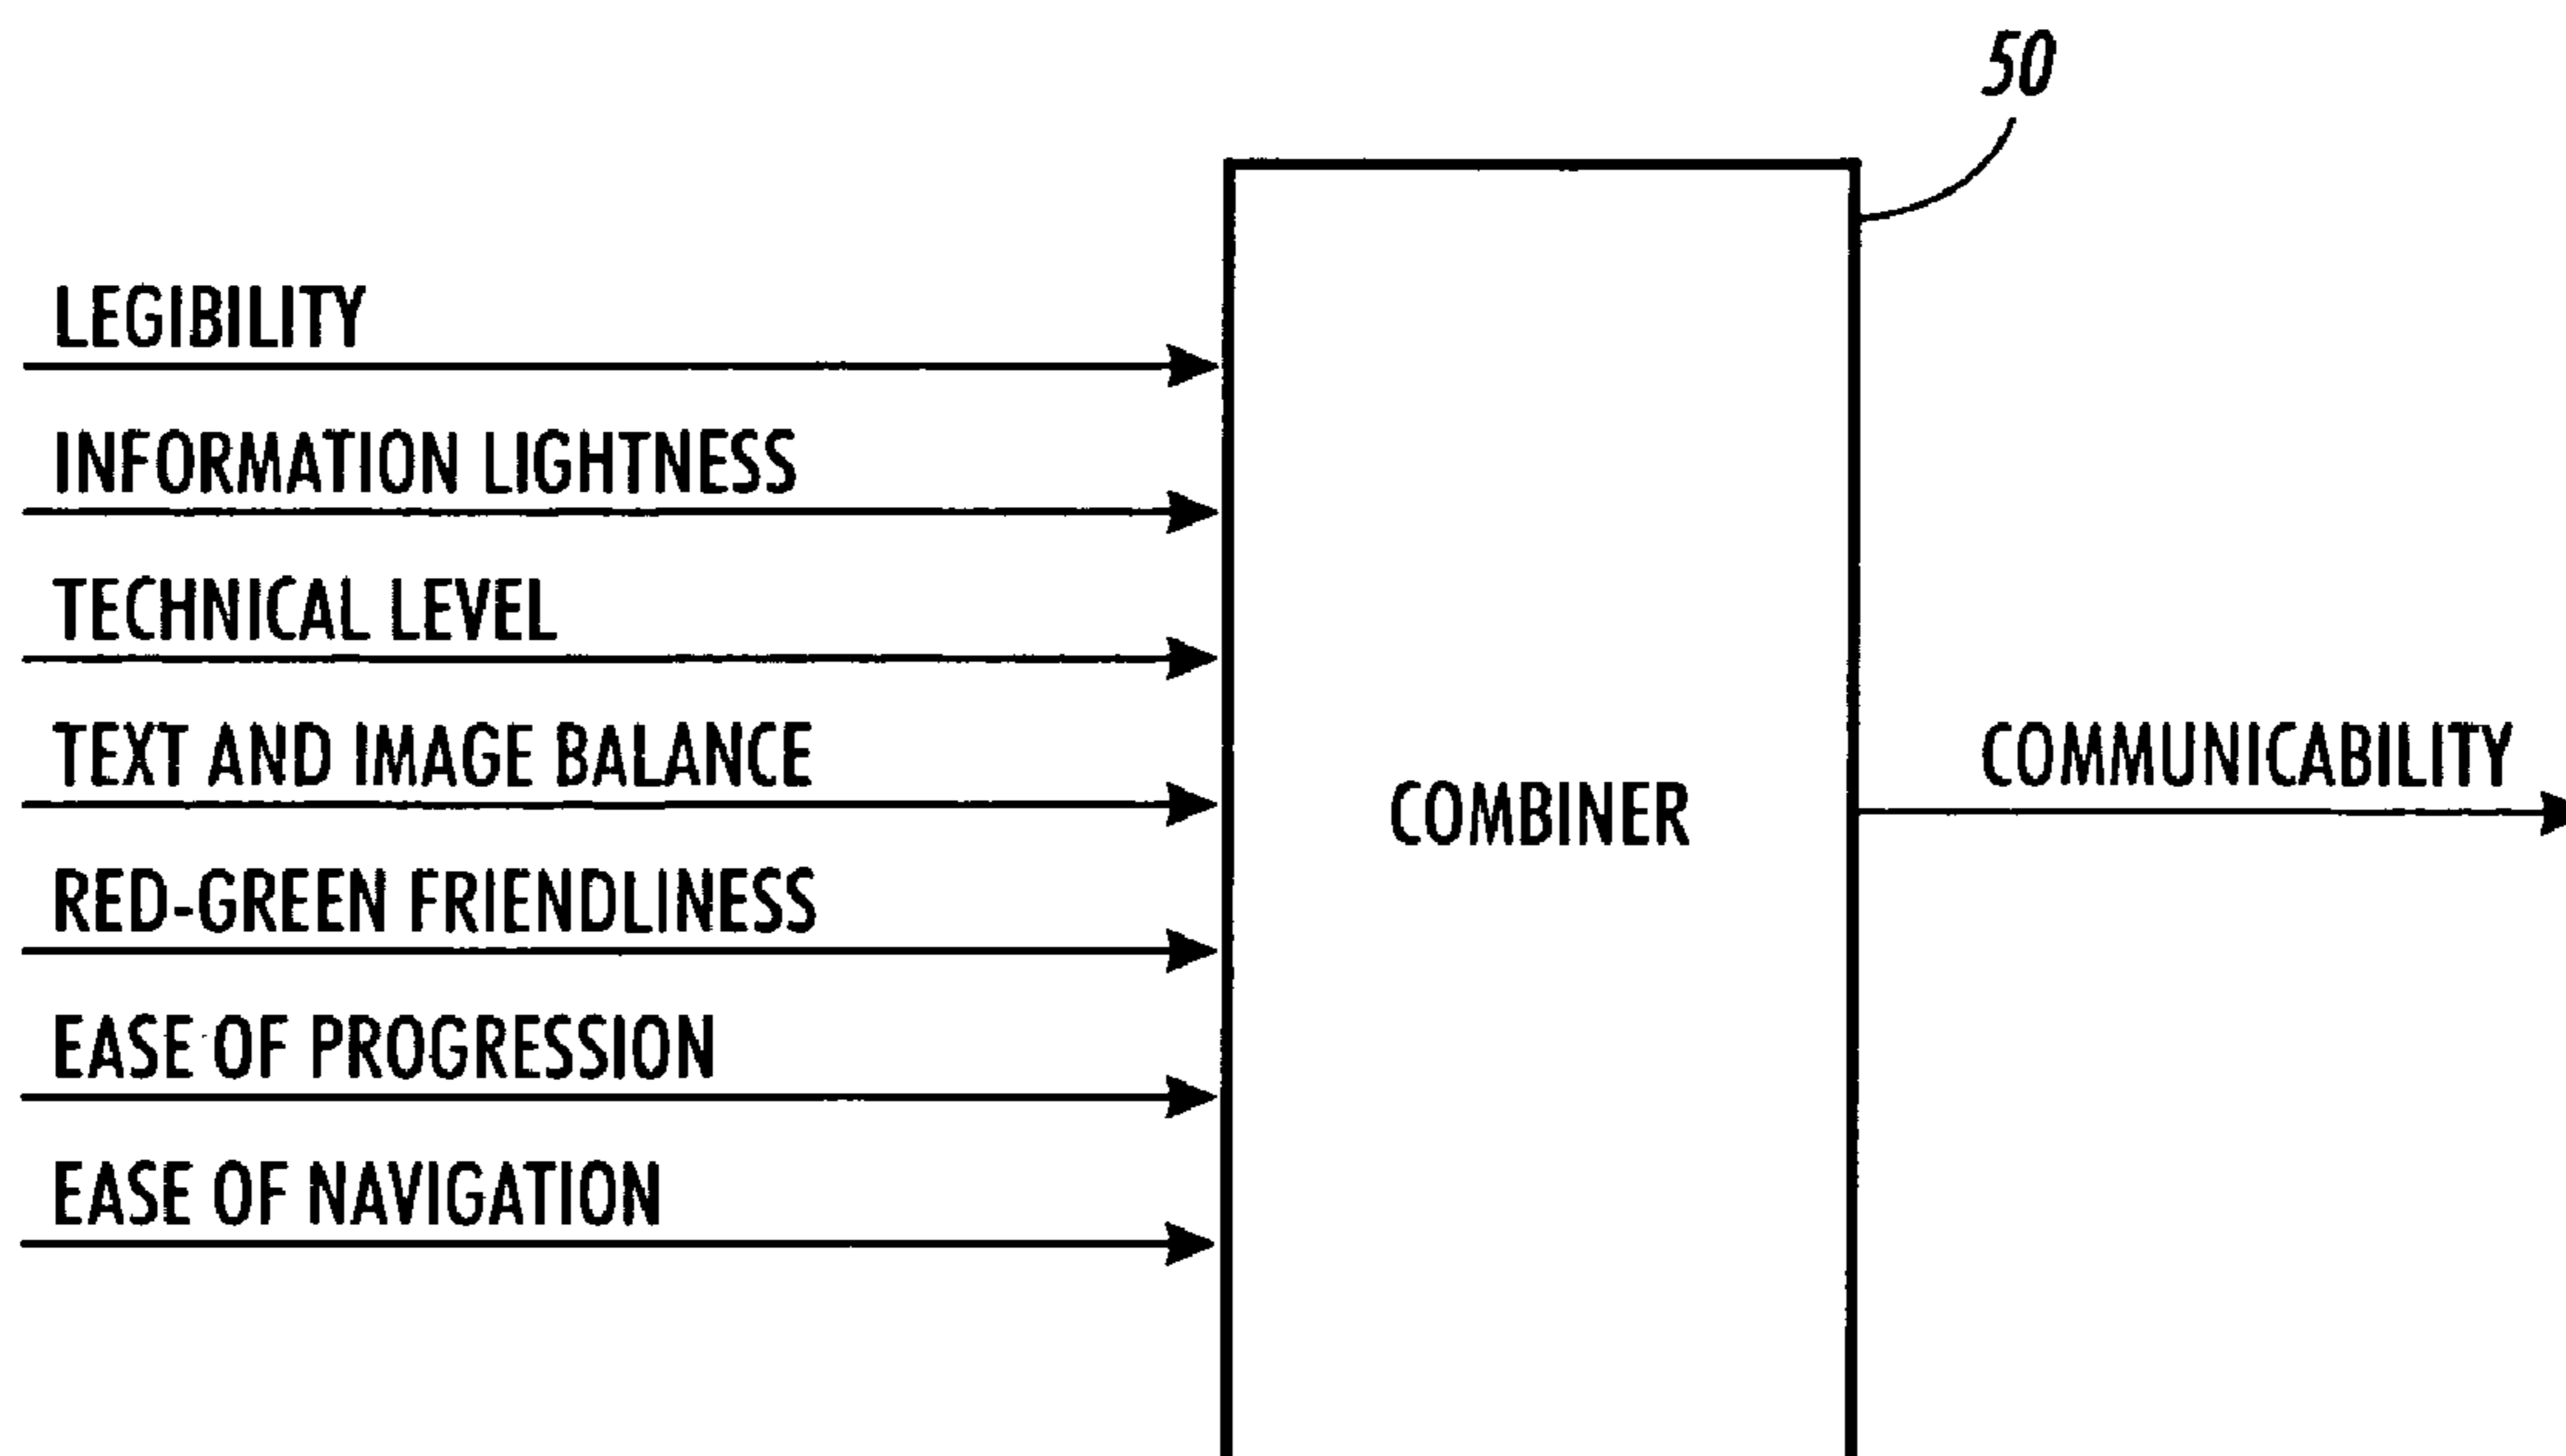 50
LEGIBILITY
INFORMATION LIGHTNESS
TECHNICAL LEVEL
TEXT AND IMAGE BALANCE
COMMUNICABILITY
COMBINER
RED-GREEN FRIENDLINESS
EASE OF PROGRESSION
EASE OF NAVIGATION